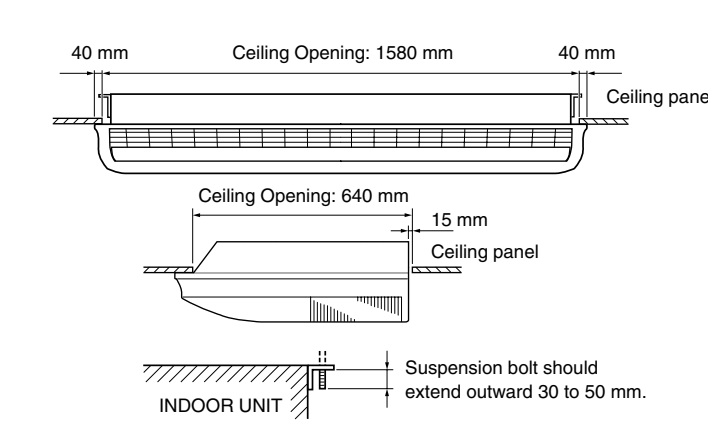 40 mm
Ceiling Opening: 1580 mm
40 mm
Ceiling pane
Ceiling Opening: 640 mm
15 mm
Ceiling panel
Suspension bolt should
extend outward 30 to 50 mm.
INDOOR UNIT